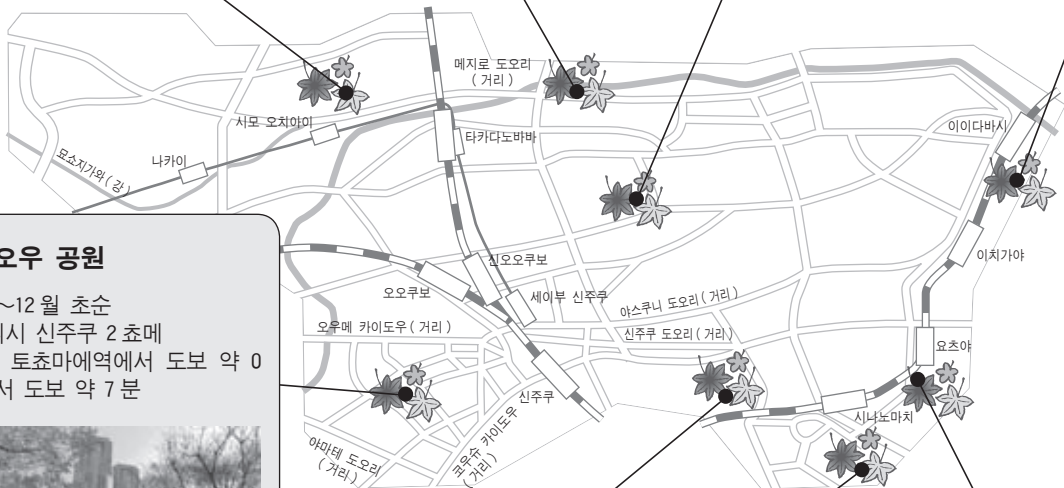 메지로 도오리
( 거리 )
시모 오치아이
타카다노바바
이이다바시
나카이
묘소지가와 ( 강 )
오우 공원
신오오쿠보
이치가야
오오쿠보
세이부 신주쿠
~12 월 초순
야스쿠니 도오리 ( 거리 )
오우메 카이도우 ( 거리 )
신주쿠 도오리 ( 거리 )
시 신주쿠 2 쵸메
요츠야
토쵸마에역에서 도보 약 0
서 도보 약 7 분
신주쿠
시나노마치
야마테 도오리
( 거리 )
코우슈 카이도우
( 거리 )